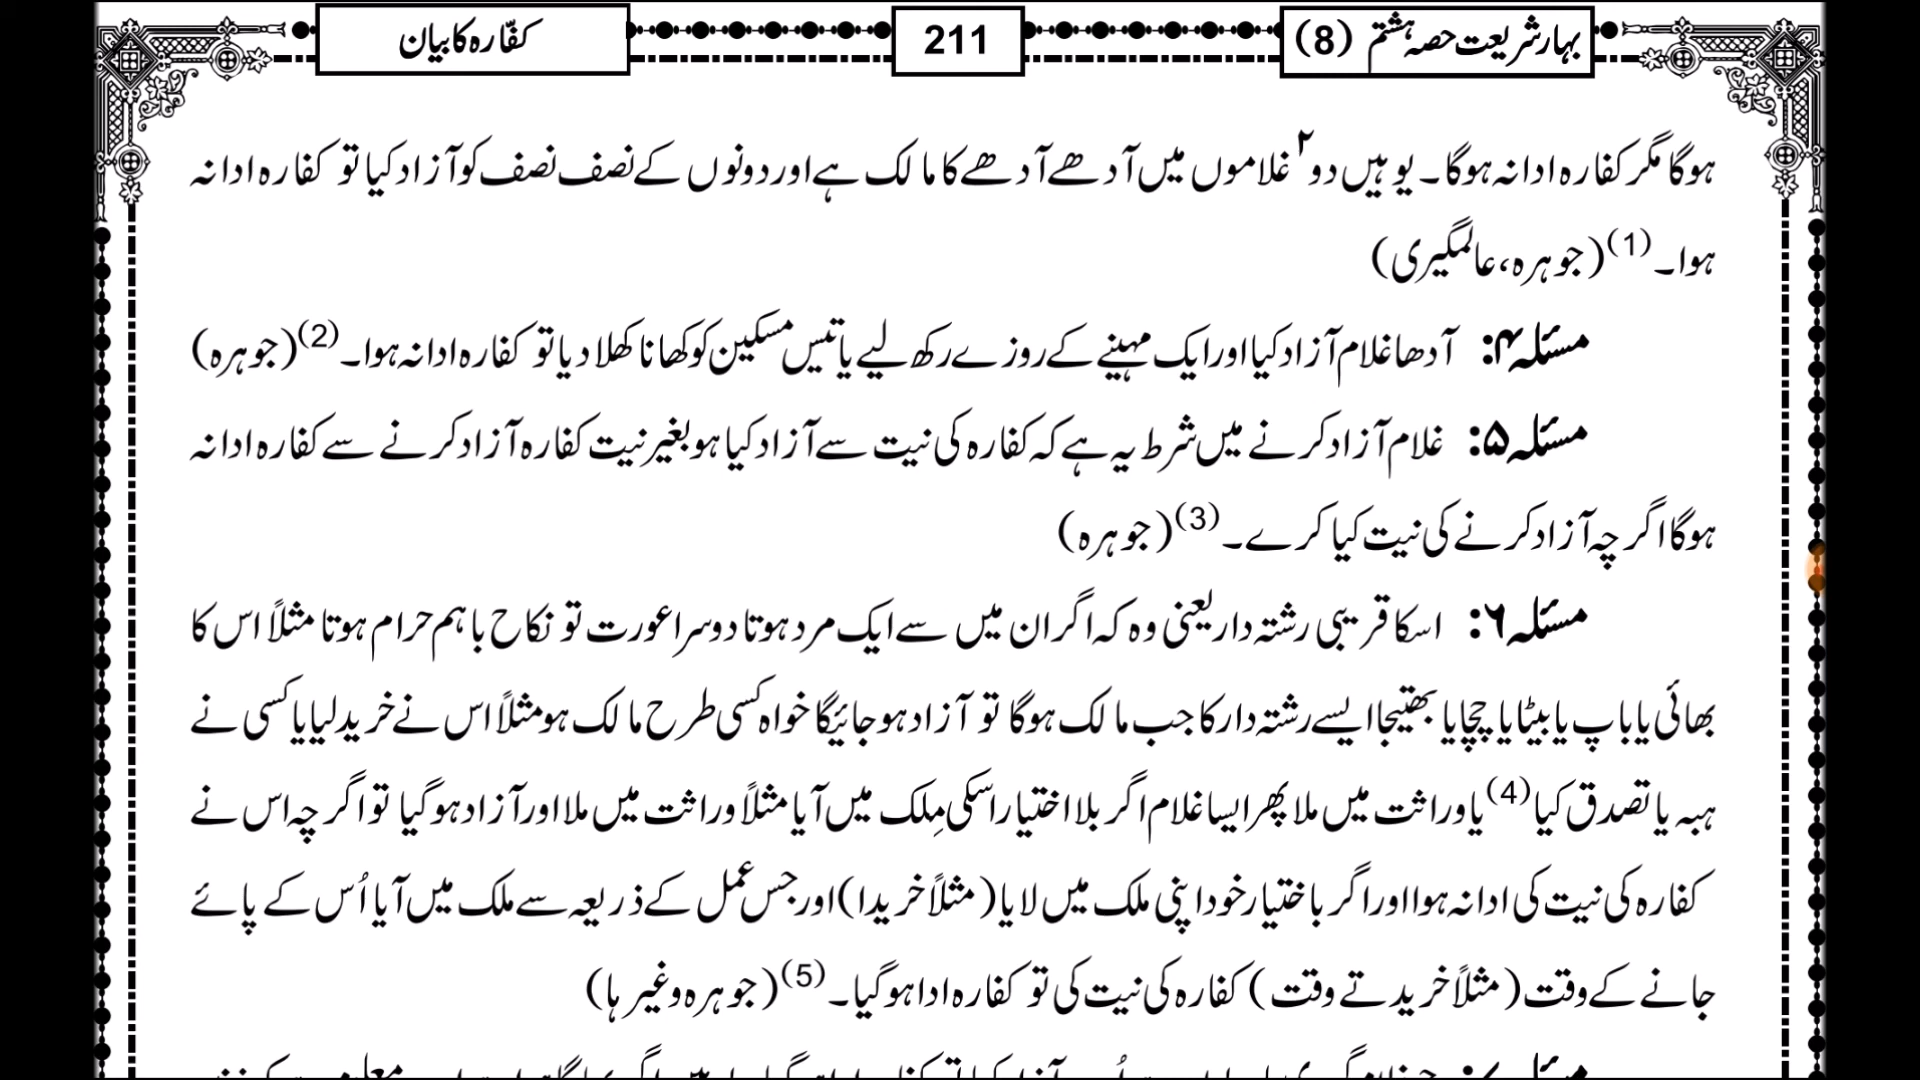 بہار شریعت حصہ ہشتم (8)
211
کفّارہ کا بیان
ہوگا مگر کفارہ ادا نہ ہوگا۔ یوہیں دو۲ غلاموں میں آدھے آدھے کا مالک ہے اور دونوں کے نصف نصف کو آزاد کیا تو کفارہ ادا نہ
ہوا۔(1) (جوہرہ، عالمگیری)
مسئلہ ۴: آدھا غلام آزاد کیا اور ایک مہینے کے روزے رکھ لیے یا تیس مسکین کو کھانا کھلا دیا تو کفارہ ادا نہ ہوا۔(2) (جوہرہ)
مسئلہ ۵: غلام آزاد کرنے میں شرط یہ ہے کہ کفارہ کی نیت سے آزاد کیا ہو بغیر نیت کفارہ آزاد کرنے سے کفارہ ادا نہ
ہوگا اگرچہ آزاد کرنے کی نیت کیا کرے۔(3) (جوہرہ)
مسئلہ ۶: اسکا قریبی رشتہ دار یعنی وہ کہ اگر ان میں سے ایک مرد ہوتا دوسرا عورت تو نکاح باہم حرام ہوتا مثلاً اس کا
بھائی یا باپ یا بیٹا یا چچا یا بھتیجا ایسے رشتہ دار کا جب مالک ہوگا تو آزاد ہو جائیگا خواہ کسی طرح مالک ہو مثلاً اس نے خرید لیا یا کسی نے
ہبہ یا تصدق کیا(4) یا وراثت میں ملا پھر ایسا غلام اگر بلا اختیار اسکی مِلک میں آیا مثلاً وراثت میں ملا اور آزاد ہوگیا تو اگرچہ اس نے
کفارہ کی نیت کی ادا نہ ہوا اور اگر باختیار خود اپنی ملک میں لایا (مثلاً خریدا) اور جس عمل کے ذریعہ سے ملک میں آیا اُس کے پائے
جانے کے وقت (مثلاً خریدتے وقت) کفارہ کی نیت کی تو کفارہ ادا ہوگیا۔(5) (جوہرہ وغیرہا)